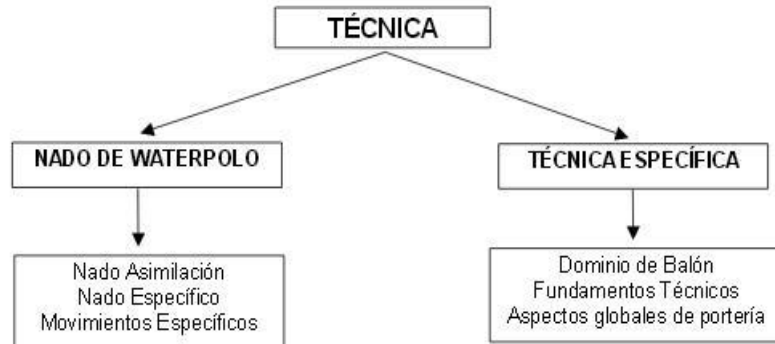 TÉCNICA
NADO DE WATERPOLO
Nado Asimilación
Nado Específico
Movimientos Específicos
TÉCNICA ESPECÍFICA
Dominio de Balón
Fundamentos Técnicos
Aspectos globales de portería